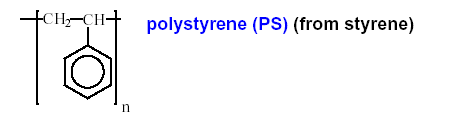 CH₂ CH polystyrene (PS) (from styrene)
n